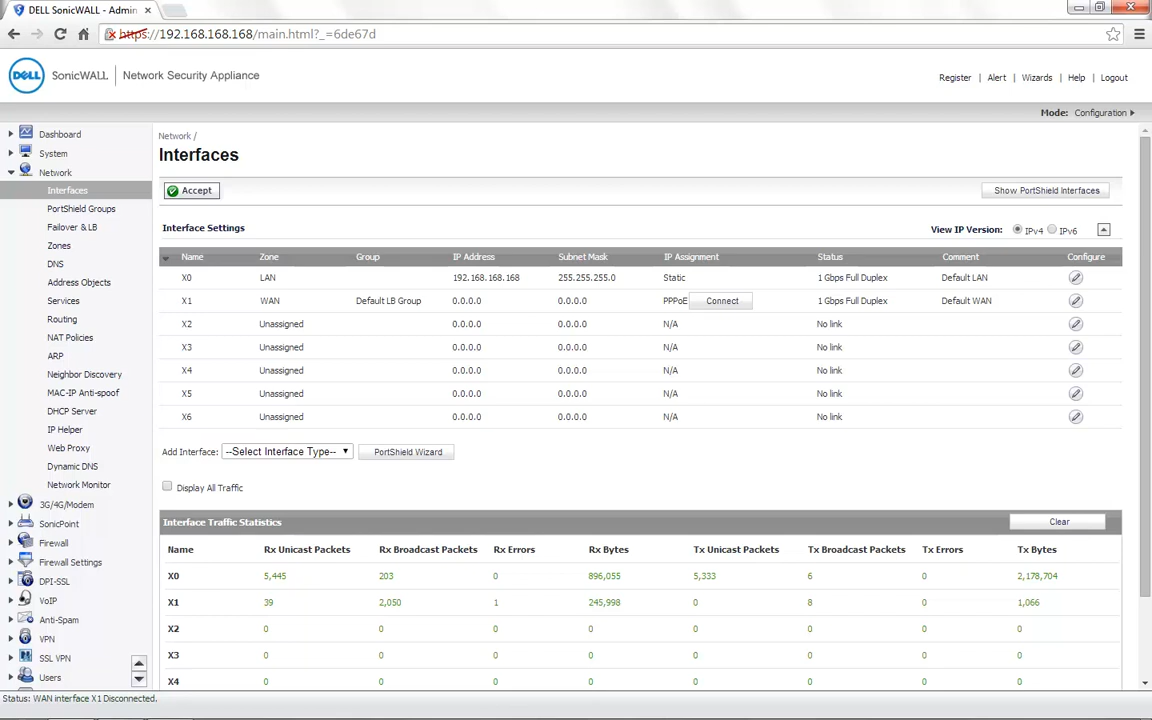 DELL SonicWALL - Admin ×
https://192.168.168.168/main.html?_=6de67d
DELL SonicWALL Network Security Appliance
Register | Alert | Wizards | Help | Logout
Mode: Configuration
Dashboard
System
Network
Interfaces
PortShield Groups
Failover & LB
Zones
DNS
Address Objects
Services
Routing
NAT Policies
ARP
Neighbor Discovery
MAC-IP Anti-spoof
DHCP Server
IP Helper
Web Proxy
Dynamic DNS
Network Monitor
3G/4G/Modem
SonicPoint
Firewall
Firewall Settings
DPI-SSL
VoIP
Anti-Spam
VPN
SSL VPN
Users
Network /
Interfaces
Accept Show PortShield Interfaces
Interface Settings View IP Version: IPv4 IPv6
Name Zone Group IP Address Subnet Mask IP Assignment Status Comment Configure
X0 LAN 192.168.168.168 255.255.255.0 Static 1 Gbps Full Duplex Default LAN
X1 WAN Default LB Group 0.0.0.0 0.0.0.0 PPPoE Connect 1 Gbps Full Duplex Default WAN
X2 Unassigned 0.0.0.0 0.0.0.0 N/A No link
X3 Unassigned 0.0.0.0 0.0.0.0 N/A No link
X4 Unassigned 0.0.0.0 0.0.0.0 N/A No link
X5 Unassigned 0.0.0.0 0.0.0.0 N/A No link
X6 Unassigned 0.0.0.0 0.0.0.0 N/A No link
Add Interface: --Select Interface Type-- PortShield Wizard
Display All Traffic
Interface Traffic Statistics Clear
Name Rx Unicast Packets Rx Broadcast Packets Rx Errors Rx Bytes Tx Unicast Packets Tx Broadcast Packets Tx Errors Tx Bytes
X0 5,445 203 0 896,055 5,333 6 0 2,178,704
X1 39 2,050 1 245,998 0 8 0 1,066
X2 0 0 0 0 0 0 0 0
X3 0 0 0 0 0 0 0 0
X4 0 0 0 0 0 0 0 0
Status: WAN interface X1 Disconnected.